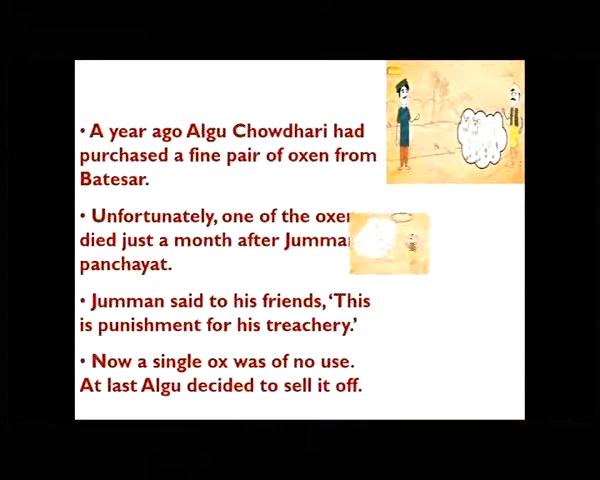 • A year ago Algu Chowdhari had
purchased a fine pair of oxen from
Batesar.
• Unfortunately, one of the oxen
died just a month after Jumman
panchayat.
• Jumman said to his friends, ‘This
is punishment for his treachery.’
• Now a single ox was of no use.
At last Algu decided to sell it off.